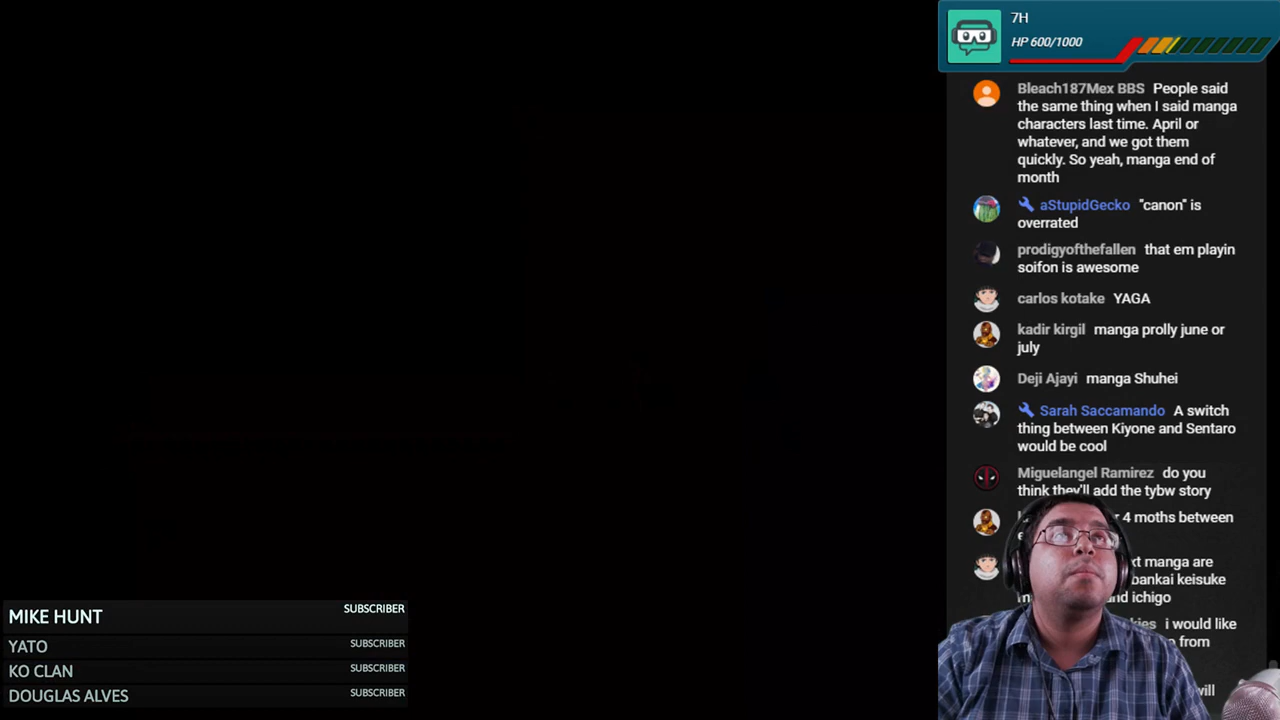 7H
HP 600/1000
Bleach187Mex BBS People said
the same thing when I said manga
characters last time. April or
whatever, and we got them
quickly. So yeah, manga end of
month
aStupidGecko "canon" is
overrated
prodigyofthefallen that em playin
soifon is awesome
carlos kotake YAGA
kadir kirgil manga prolly june or
july
Deji Ajayi manga Shuhei
Sarah Saccamando A switch
thing between Kiyone and Sentaro
would be cool
Miguelangel Ramirez do you
think they'll add the tybw story
4 moths between
manga are
bankai keisuke
ichigo
i would like
from
will
MIKE HUNT SUBSCRIBER
YATO SUBSCRIBER
KO CLAN SUBSCRIBER
DOUGLAS ALVES SUBSCRIBER